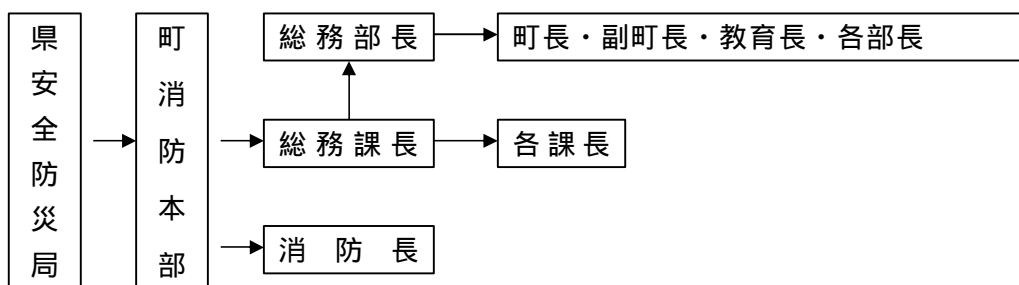 県安全防災局
町消防本部
総務部長
町長・副町長・教育長・各部長
総務課長
各課長
消防長